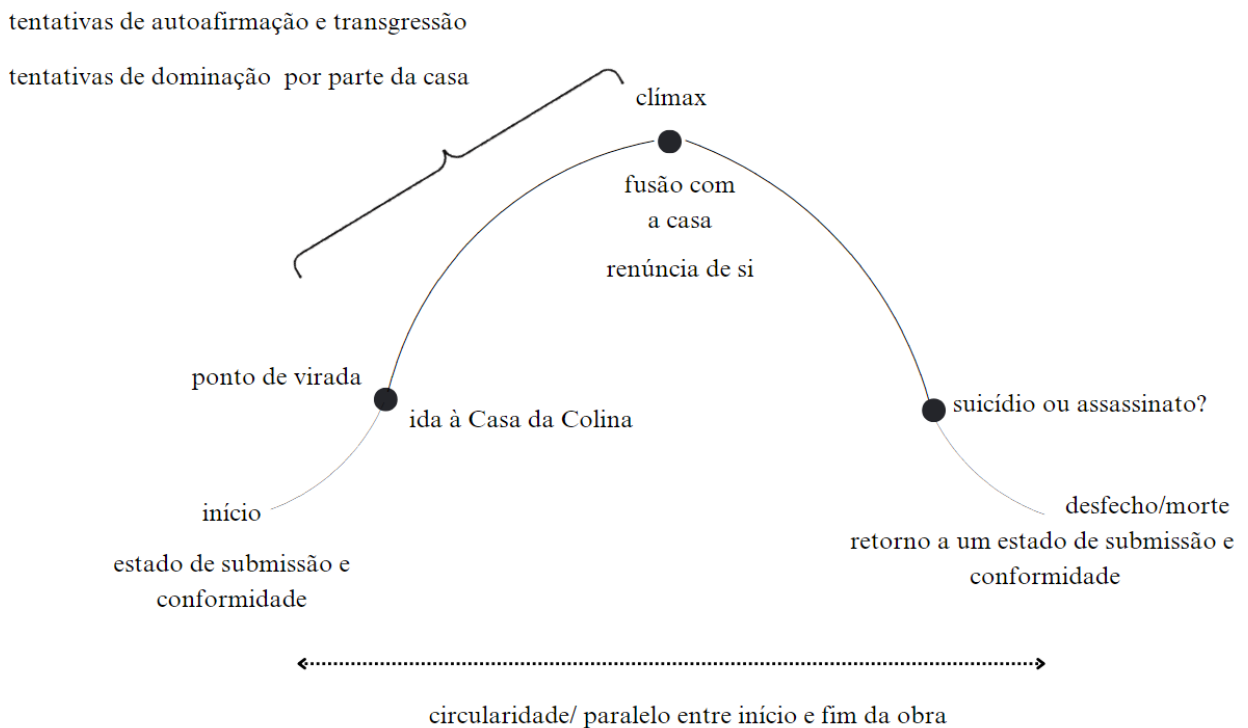 tentativas de autoafirmação e transgressão
tentativas de dominação por parte da casa
clímax
fusão com
a casa
renúncia de si
ponto de virada
ida à Casa da Colina
suicídio ou assassinato?
início
estado de submissão e
conformidade
desfecho/morte
retorno a um estado de submissão e
conformidade
circularidade/ paralelo entre início e fim da obra